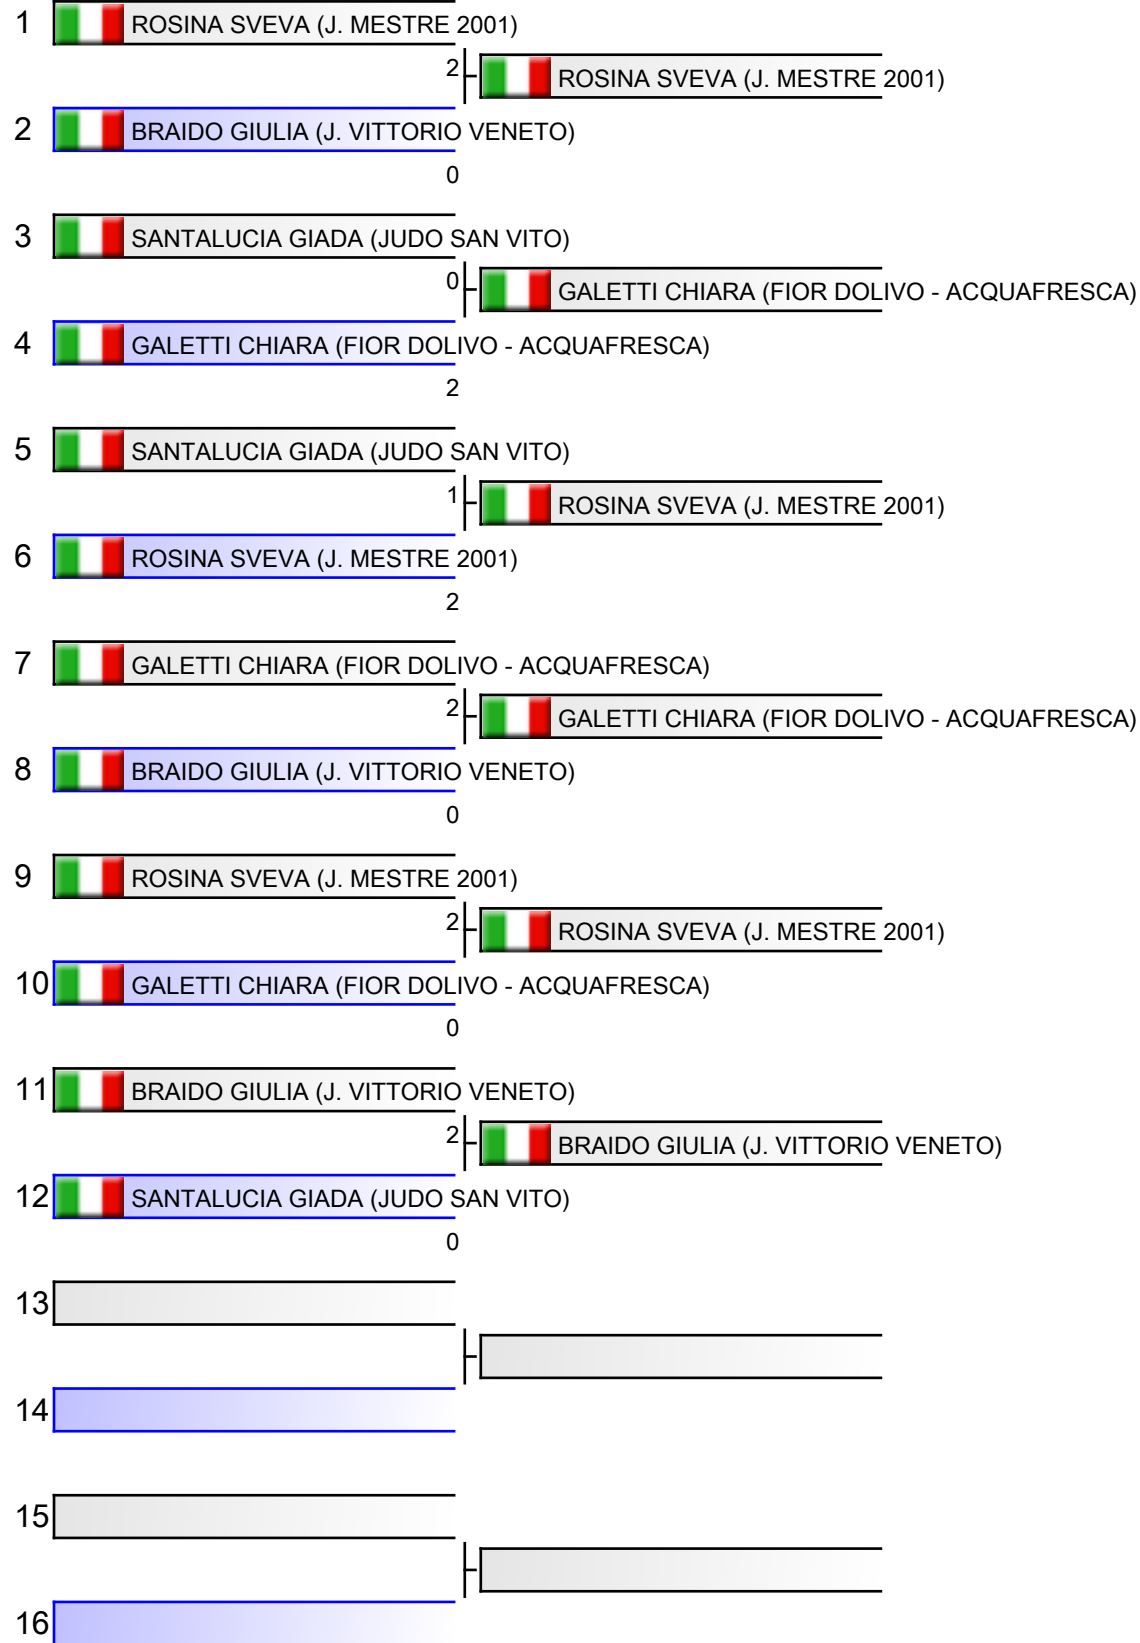 1 ROSINA SVEVA (J. MESTRE 2001)
2 ROSINA SVEVA (J. MESTRE 2001)
2 BRAIDO GIULIA (J. VITTORIO VENETO)
0
3 SANTALUCIA GIADA (JUDO SAN VITO)
0 GALETTI CHIARA (FIOR DOLIVO - ACQUAFRESCA)
4 GALETTI CHIARA (FIOR DOLIVO - ACQUAFRESCA)
2
5 SANTALUCIA GIADA (JUDO SAN VITO)
1 ROSINA SVEVA (J. MESTRE 2001)
6 ROSINA SVEVA (J. MESTRE 2001)
2
7 GALETTI CHIARA (FIOR DOLIVO - ACQUAFRESCA)
2 GALETTI CHIARA (FIOR DOLIVO - ACQUAFRESCA)
8 BRAIDO GIULIA (J. VITTORIO VENETO)
0
9 ROSINA SVEVA (J. MESTRE 2001)
2 ROSINA SVEVA (J. MESTRE 2001)
10 GALETTI CHIARA (FIOR DOLIVO - ACQUAFRESCA)
0
11 BRAIDO GIULIA (J. VITTORIO VENETO)
2 BRAIDO GIULIA (J. VITTORIO VENETO)
12 SANTALUCIA GIADA (JUDO SAN VITO)
0
13
14
15
16